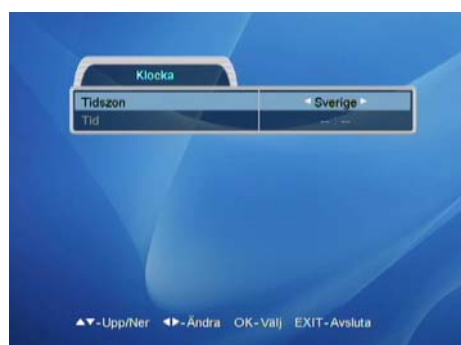 Klocka
Tidszon ◄ Sverige ►
Tid -- : --
▲▼-Upp/Ner ◄►-Ändra OK-Välj EXIT-Avsluta